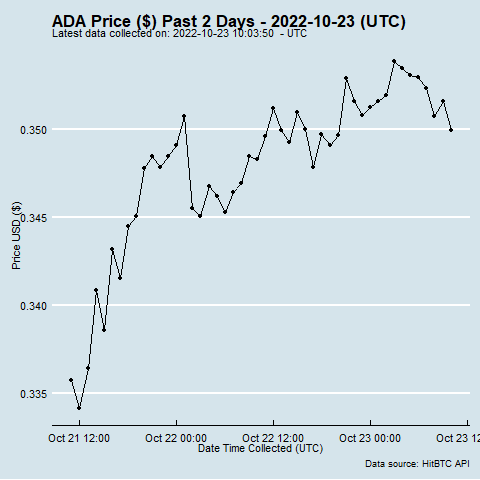 ADA Price ($) Past 2 Days - 2022-10-23 (UTC)
Latest data collected on: 2022-10-23 10:03:50 - UTC
0.350
0.345
0.340
0.335
Price USD ($)
Oct 21 12:00 Oct 22 00:00 Oct 22 12:00 Oct 23 00:00 Oct 23 12
Date Time Collected (UTC)
Data source: HitBTC API